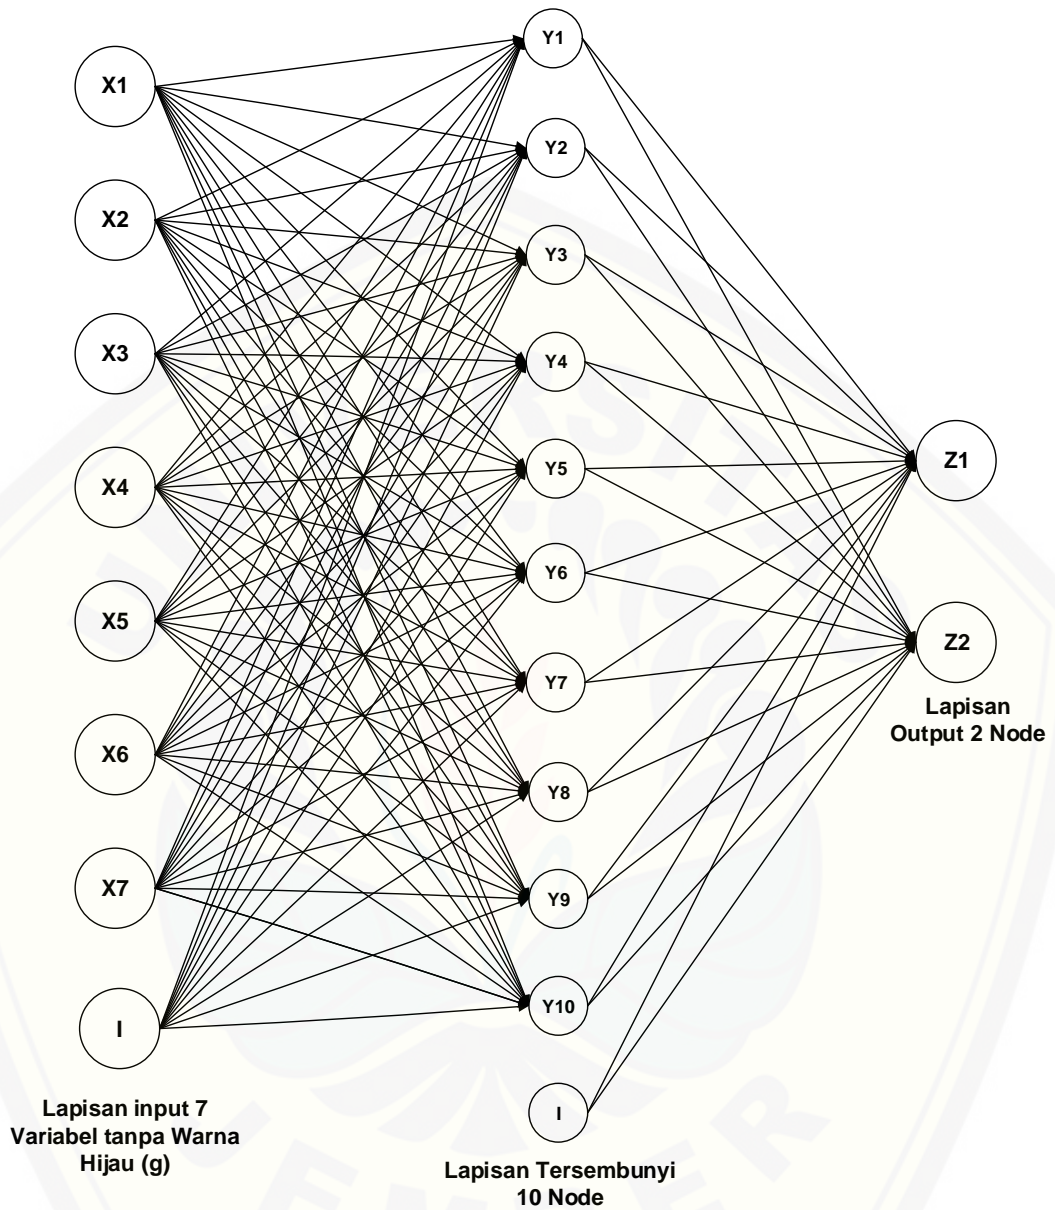 X1
X2
X3
X4
X5
X6
X7
I
Lapisan input 7
Variabel tanpa Warna
Hijau (g)
Y1
Y2
Y3
Y4
Y5
Y6
Y7
Y8
Y9
Y10
I
Lapisan Tersembunyi
10 Node
Z1
Z2
Lapisan
Output 2 Node